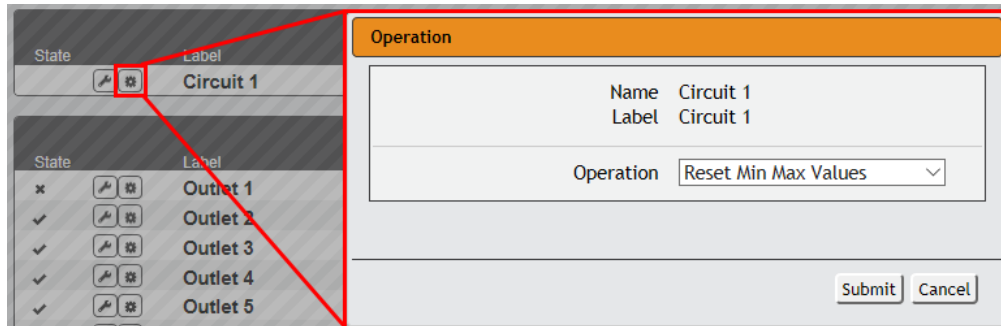 State Label
Circuit 1
State Label
Outlet 1
Outlet 2
Outlet 3
Outlet 4
Outlet 5
Operation
Name Circuit 1
Label Circuit 1
Operation Reset Min Max Values
Submit Cancel